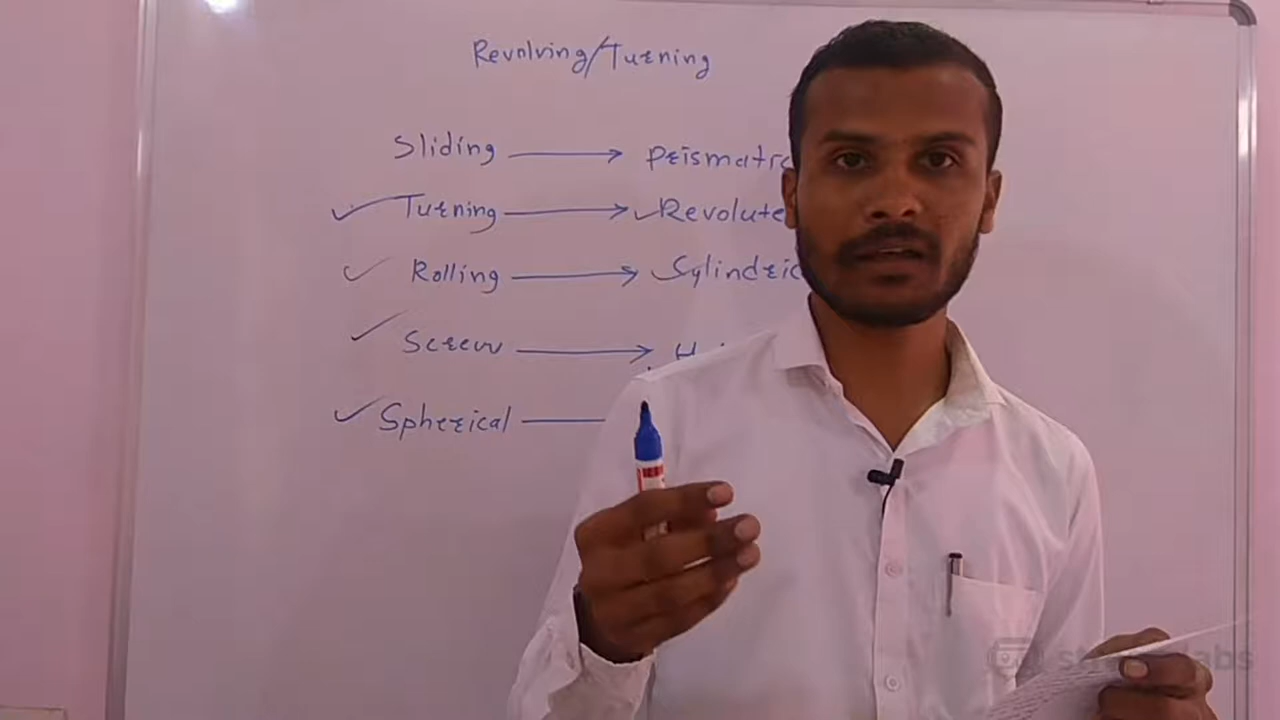 Revolving/Turning
Sliding → Prismatic
✓ Turning → ✓ Revolute
✓ Rolling → ✓ Cylindric
✓ Screw →
✓ Spherical